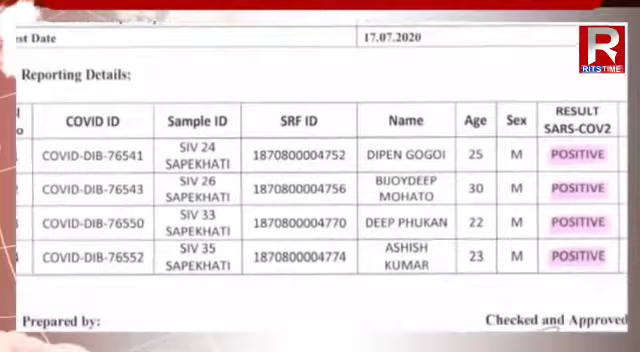 est Date 17.07.2020
R
RITSTIME
Reporting Details:
COVID ID Sample ID SRF ID Name Age Sex RESULT SARS-COV2
COVID-DIB-76541 SIV 24 SAPEKHATI 1870800004752 DIPEN GOGOI 25 M POSITIVE
COVID-DIB-76543 SIV 26 SAPEKHATI 1870800004756 BIJOYDEEP MOHATO 30 M POSITIVE
COVID-DIB-76550 SIV 33 SAPEKHATI 1870800004770 DEEP PHUKAN 22 M POSITIVE
COVID-DIB-76552 SIV 35 SAPEKHATI 1870800004774 ASHISH KUMAR 23 M POSITIVE
Prepared by: Checked and Approved